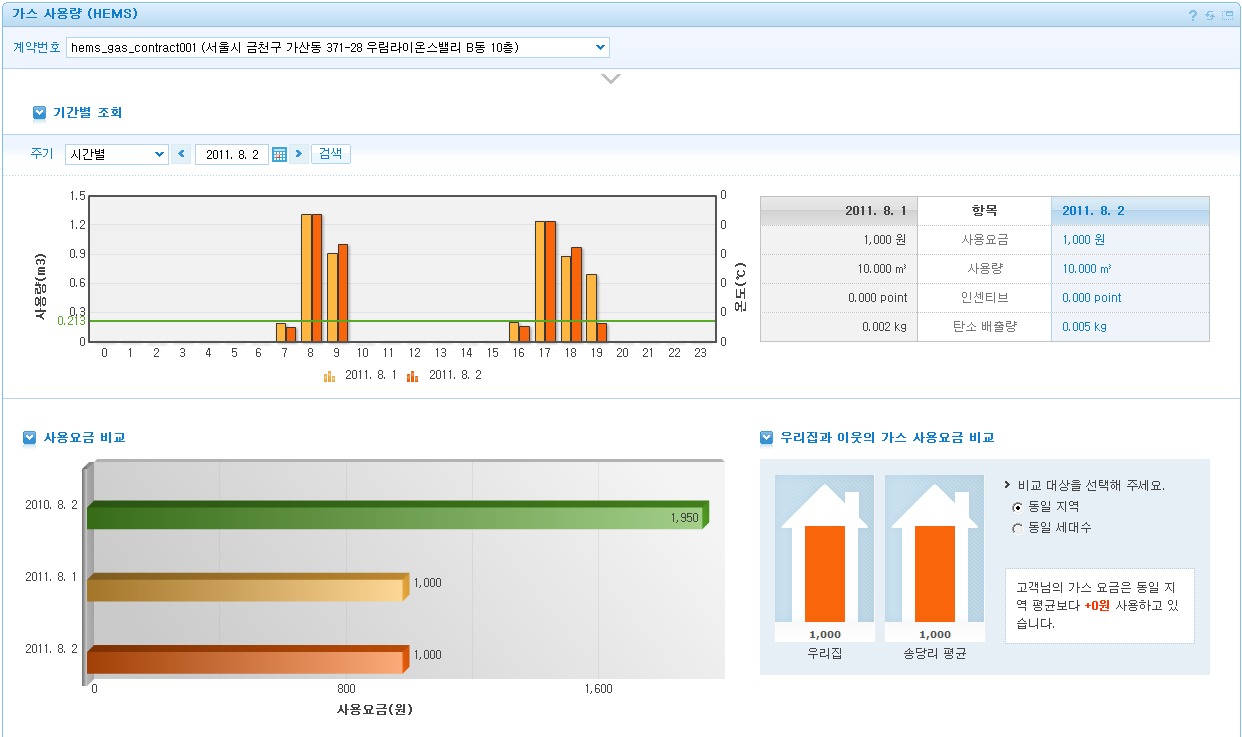 가스 사용량 (HEMS)
?
계약번호 hems_gas_contract001 (서울시 금천구 가산동 371-28 우림라이온스밸리 B동 10층)
기간별 조회
주기 시간별 2011. 8. 2 검색
사용량(m3)
1.5
1.2
0.9
0.6
0.3
0.213
0
0
0
0
0
0
0
온도(℃)
0 1 2 3 4 5 6 7 8 9 10 11 12 13 14 15 16 17 18 19 20 21 22 23
2011. 8. 1 2011. 8. 2
2011. 8. 1 항목 2011. 8. 2
1,000 원 사용요금 1,000 원
10.000 m³ 사용량 10.000 m³
0.000 point 인센티브 0.000 point
0.002 kg 탄소 배출량 0.005 kg
사용요금 비교
2010. 8. 2 1,950
2011. 8. 1 1,000
2011. 8. 2 1,000
0 800 1,600
사용요금(원)
우리집과 이웃의 가스 사용요금 비교
1,000 1,000
우리집 송당리 평균
비교 대상을 선택해 주세요.
동일 지역
동일 세대수
고객님의 가스 요금은 동일 지
역 평균보다 +0원 사용하고 있
습니다.